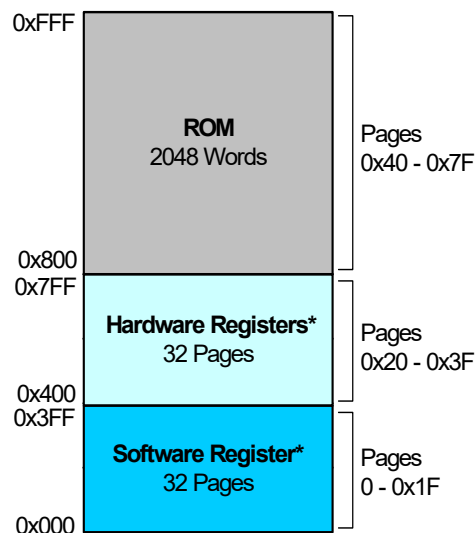 0xFFF
ROM
2048 Words
Pages
0x40 - 0x7F
0x800
0x7FF
Hardware Registers*
32 Pages
Pages
0x20 - 0x3F
0x400
0x3FF
Software Register*
32 Pages
Pages
0 - 0x1F
0x000